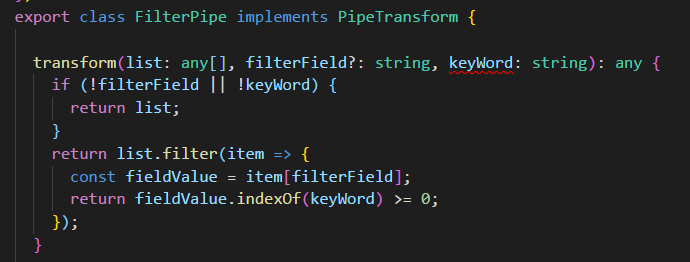 export class FilterPipe implements PipeTransform {
transform(list: any[], filterField?: string, keyWord: string): any {
if (!filterField || !keyWord) {
return list;
}
return list.filter(item => {
const fieldValue = item[filterField];
return fieldValue.indexOf(keyWord) >= 0;
});
}